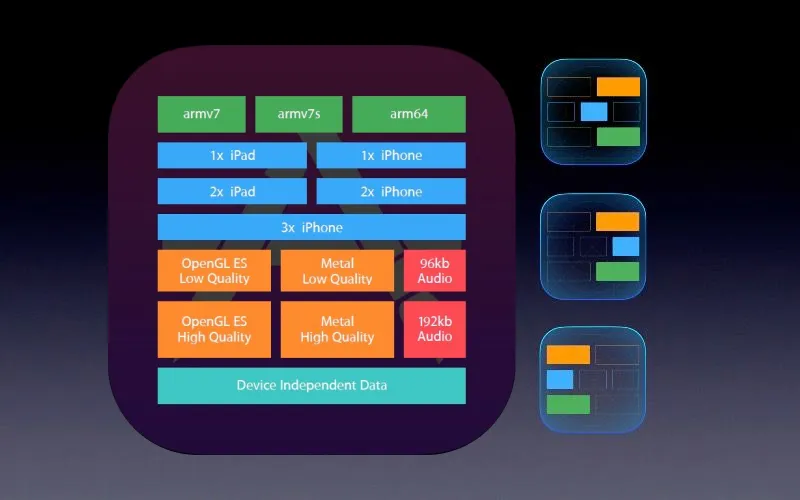 armv7 armv7s arm64
1x iPad 1x iPhone
2x iPad 2x iPhone
3x iPhone
OpenGL ES
Low Quality
Metal
Low Quality
96kb
Audio
OpenGL ES
High Quality
Metal
High Quality
192kb
Audio
Device Independent Data